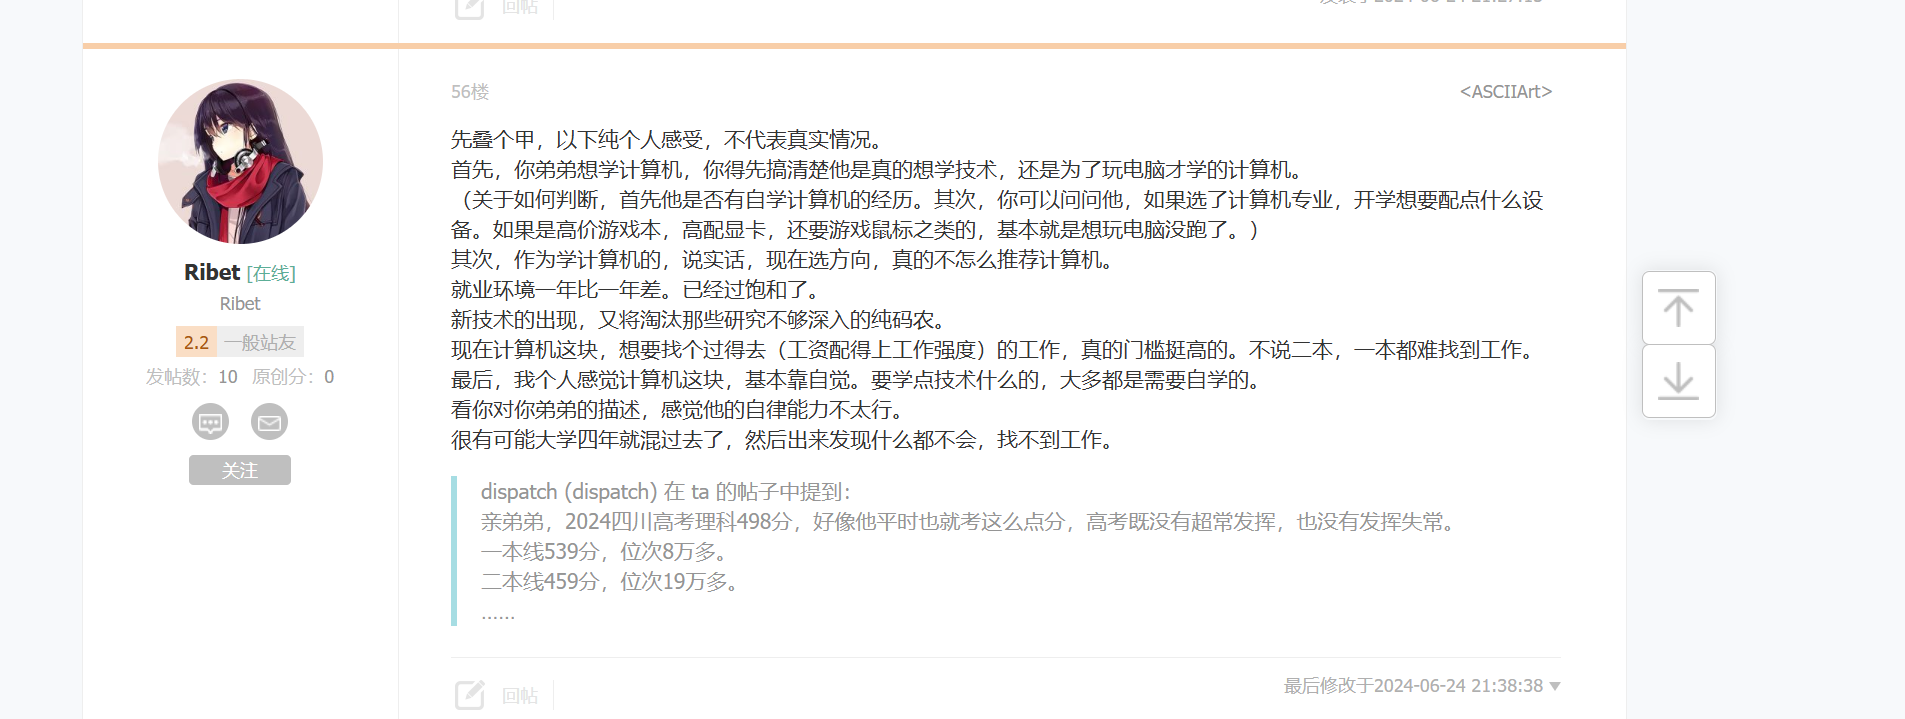 回帖
发表于2024-06-24 21:27:15
56楼
<ASCIIArt>
先叠个甲，以下纯个人感受，不代表真实情况。
首先，你弟弟想学计算机，你得先搞清楚他是真的想学技术，还是为了玩电脑才学的计算机。
（关于如何判断，首先他是否有自学计算机的经历。其次，你可以问问他，如果选了计算机专业，开学想要配点什么设
备。如果是高价游戏本，高配显卡，还要游戏鼠标之类的，基本就是想玩电脑没跑了。）
其次，作为学计算机的，说实话，现在选方向，真的不怎么推荐计算机。
就业环境一年比一年差。已经过饱和了。
新技术的出现，又将淘汰那些研究不够深入的纯码农。
现在计算机这块，想要找个过得去（工资配得上工作强度）的工作，真的门槛挺高的。不说二本，一本都难找到工作。
最后，我个人感觉计算机这块，基本靠自觉。要学点技术什么的，大多都是需要自学的。
看你对你弟弟的描述，感觉他的自律能力不太行。
很有可能大学四年就混过去了，然后出来发现什么都不会，找不到工作。
Ribet [在线]
Ribet
2.2 一般站友
发帖数：10 原创分：0
关注
dispatch (dispatch) 在 ta 的帖子中提到：
亲弟弟，2024四川高考理科498分，好像他平时也就考这么点分，高考既没有超常发挥，也没有发挥失常。
一本线539分，位次8万多。
二本线459分，位次19万多。
……
回帖
最后修改于2024-06-24 21:38:38